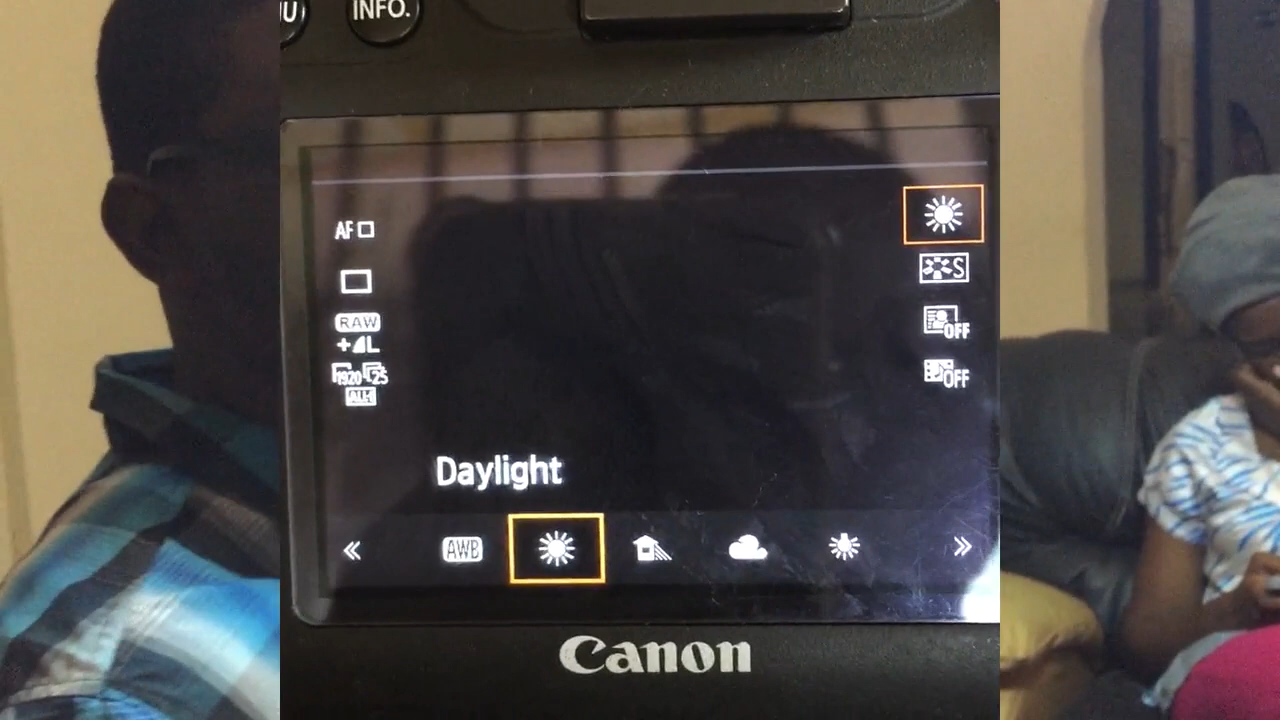 INFO.
AF
RAW
+L
S
1920 25
OFF
ALL-I
OFF
Daylight
AWB
Canon